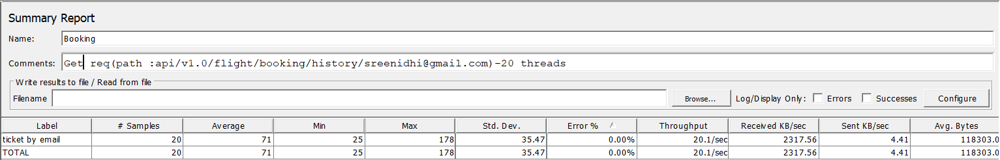 Summary Report
Name: Booking
Comments: Get req(path :api/v1.0/flight/booking/history/sreenidhi@gmail.com)-20 threads
Write results to file / Read from file
Filename Browse... Log/Display Only: Errors Successes Configure
Label # Samples Average Min Max Std. Dev. Error % Throughput Received KB/sec Sent KB/sec Avg. Bytes
ticket by email 20 71 25 178 35.47 0.00% 20.1/sec 2317.56 4.41 118303.0
TOTAL 20 71 25 178 35.47 0.00% 20.1/sec 2317.56 4.41 118303.0